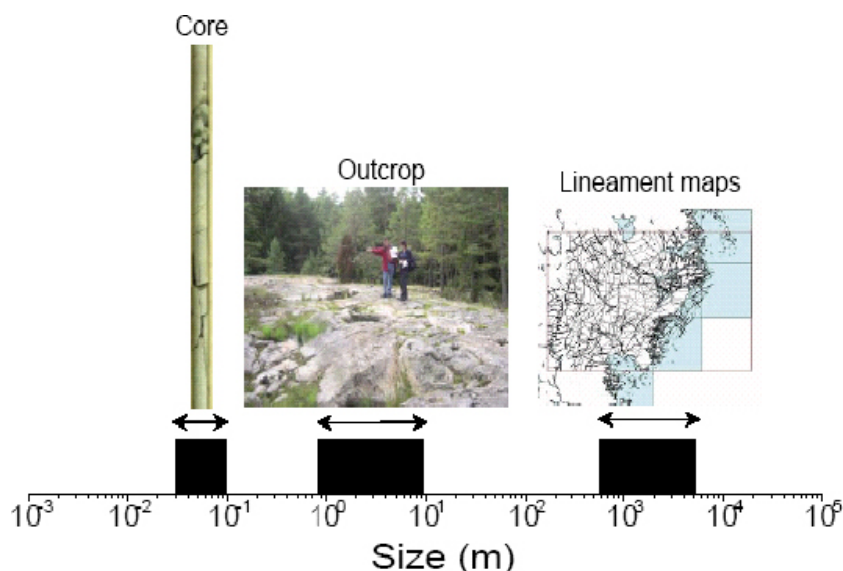 Core
Outcrop
Lineament maps
10⁻³ 10⁻² 10⁻¹ 10⁰ 10¹ 10² 10³ 10⁴ 10⁵
Size (m)